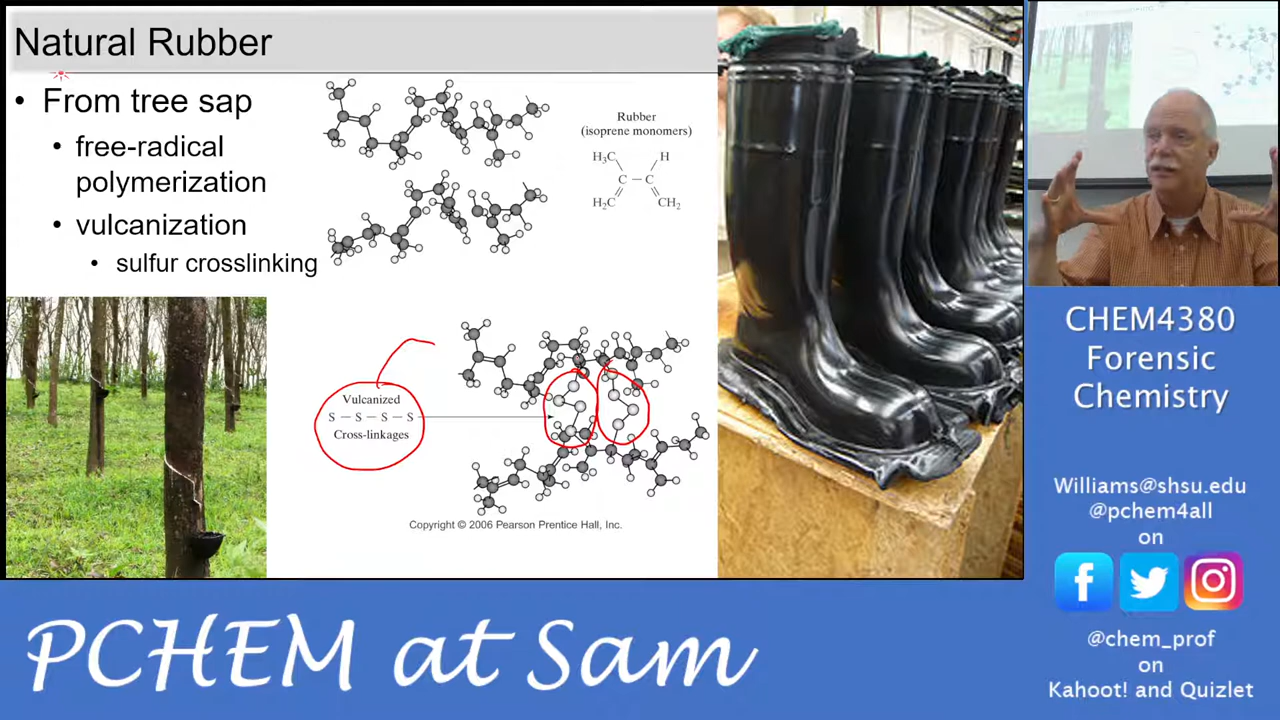 Natural Rubber
• From tree sap
• free-radical
polymerization
• vulcanization
• sulfur crosslinking
Rubber
(isoprene monomers)
H₃C H
C — C
H₂C CH₂
Vulcanized
S — S — S — S
Cross-linkages
Copyright © 2006 Pearson Prentice Hall, Inc.
CHEM4380
Forensic
Chemistry
Williams@shsu.edu
@pchem4all
on
@chem_prof
on
Kahoot! and Quizlet
PCHEM at Sam